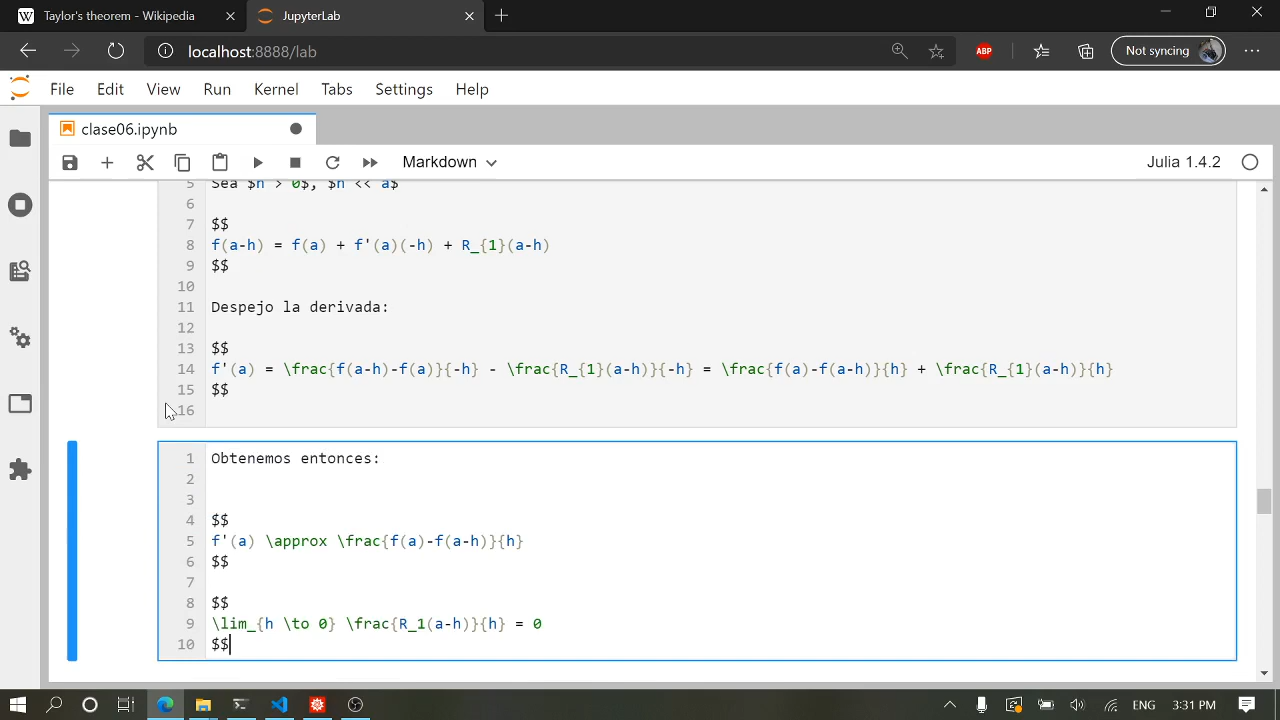 Taylor's theorem - Wikipedia
JupyterLab
localhost:8888/lab
ABP
Not syncing
File Edit View Run Kernel Tabs Settings Help
clase06.ipynb
Markdown
Julia 1.4.2
5 Sea $h > 0$, $h << a$
6
7 $$
8 f(a-h) = f(a) + f'(a)(-h) + R_{1}(a-h)
9 $$
10
11 Despejo la derivada:
12
13 $$
14 f'(a) = \frac{f(a-h)-f(a)}{-h} - \frac{R_{1}(a-h)}{-h} = \frac{f(a)-f(a-h)}{h} + \frac{R_{1}(a-h)}{h}
15 $$
16
1 Obtenemos entonces:
2
3
4 $$
5 f'(a) \approx \frac{f(a)-f(a-h)}{h}
6 $$
7
8 $$
9 \lim_{h \to 0} \frac{R_1(a-h)}{h} = 0
10 $$
ENG 3:31 PM